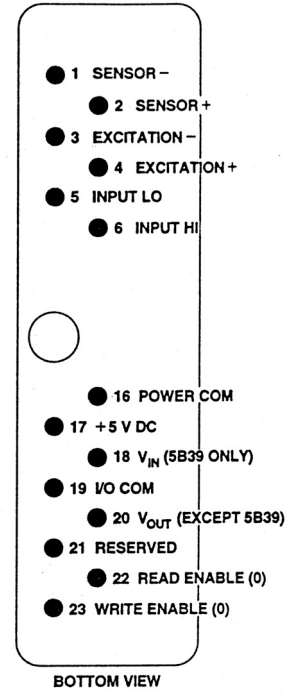 1 SENSOR−
2 SENSOR+
3 EXCITATION−
4 EXCITATION+
5 INPUT LO
6 INPUT HI
16 POWER COM
17 +5 V DC
18 VIN (5B39 ONLY)
19 I/O COM
20 VOUT (EXCEPT 5B39)
21 RESERVED
22 READ ENABLE (0)
23 WRITE ENABLE (0)
BOTTOM VIEW